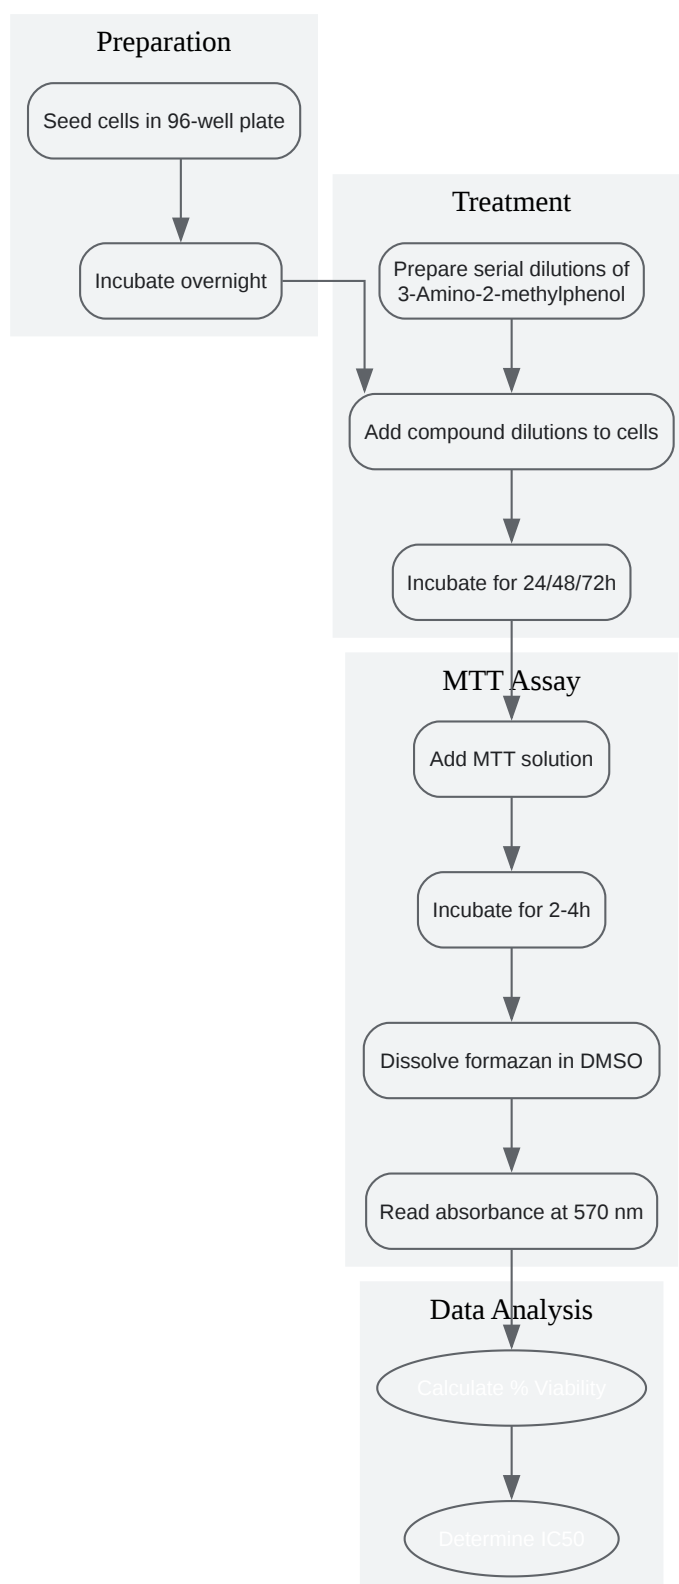 Preparation
Seed cells in 96-well plate
Incubate overnight
Treatment
Prepare serial dilutions of
3-Amino-2-methylphenol
Add compound dilutions to cells
Incubate for 24/48/72h
MTT Assay
Add MTT solution
Incubate for 2-4h
Dissolve formazan in DMSO
Read absorbance at 570 nm
Data Analysis
Calculate % Viability
Determine IC50